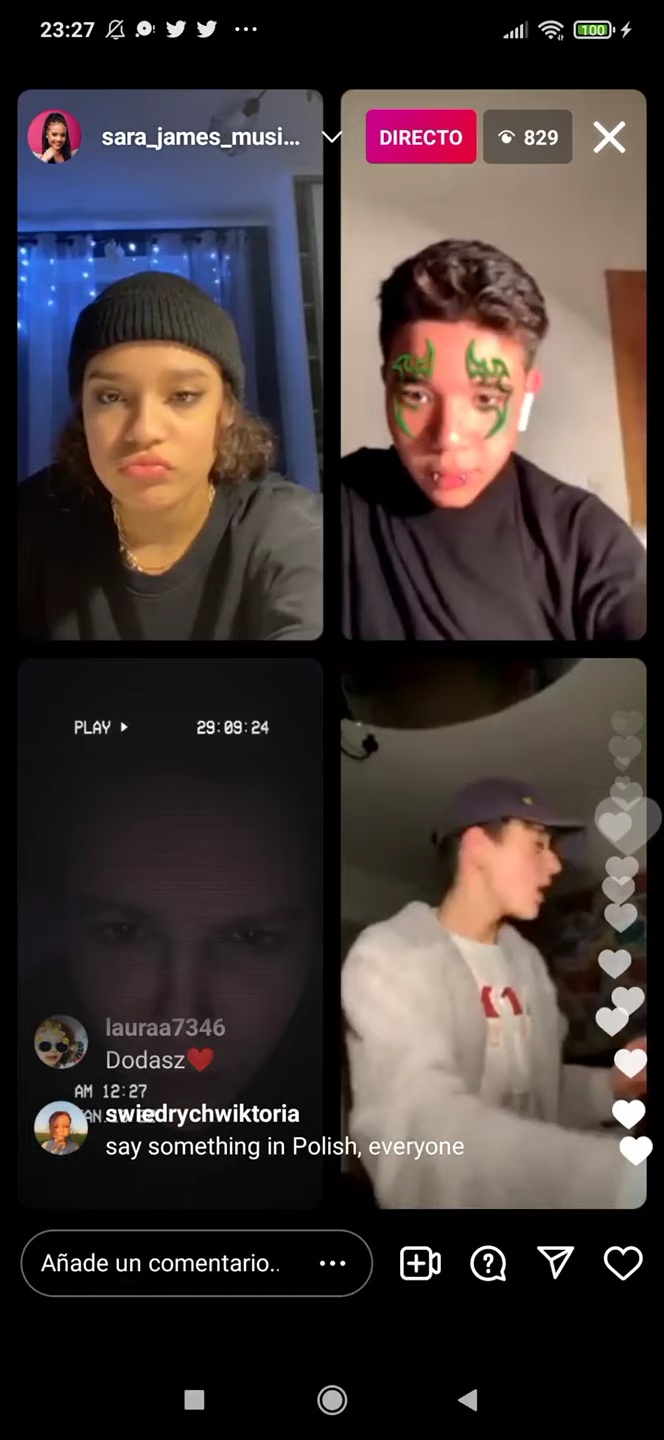 23:27
100
sara_james_musi...
DIRECTO
829
PLAY
29:09:24
lauraa7346
Dodasz❤️
AM 12:27
swiedrychwiktoria
say something in Polish, everyone
Añade un comentario..